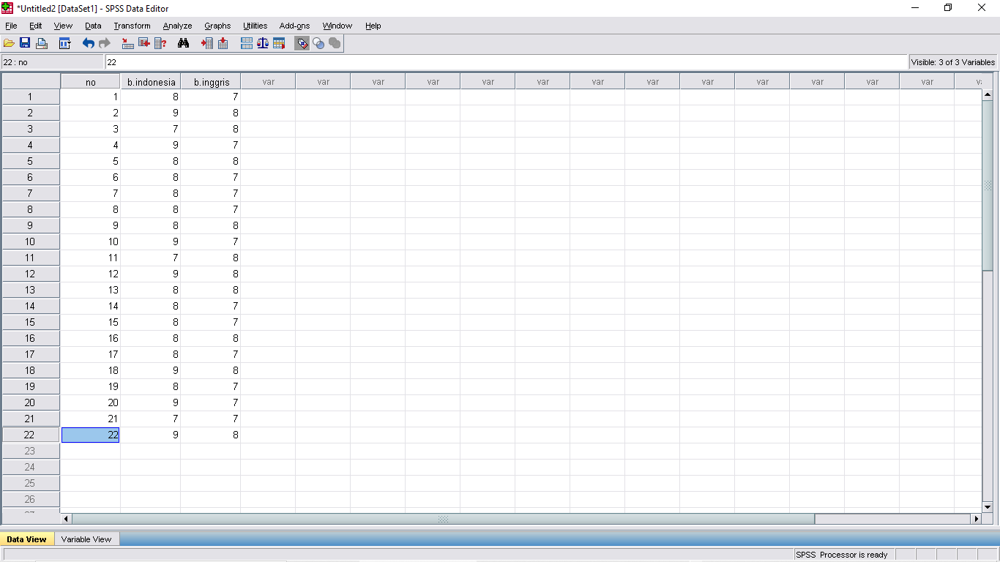 *Untitled2 [DataSet1] - SPSS Data Editor
File Edit View Data Transform Analyze Graphs Utilities Add-ons Window Help
22 : no 22 Visible: 3 of 3 Variables
no b.indonesia b.inggris var var var var var var var var var var var var var
1 1 8 7
2 2 9 8
3 3 7 8
4 4 9 7
5 5 8 8
6 6 8 7
7 7 8 7
8 8 8 7
9 9 8 8
10 10 9 7
11 11 7 8
12 12 9 8
13 13 8 8
14 14 8 7
15 15 8 7
16 16 8 8
17 17 8 7
18 18 9 8
19 19 8 7
20 20 9 7
21 21 7 7
22 22 9 8
23
24
25
26
Data View Variable View
SPSS Processor is ready